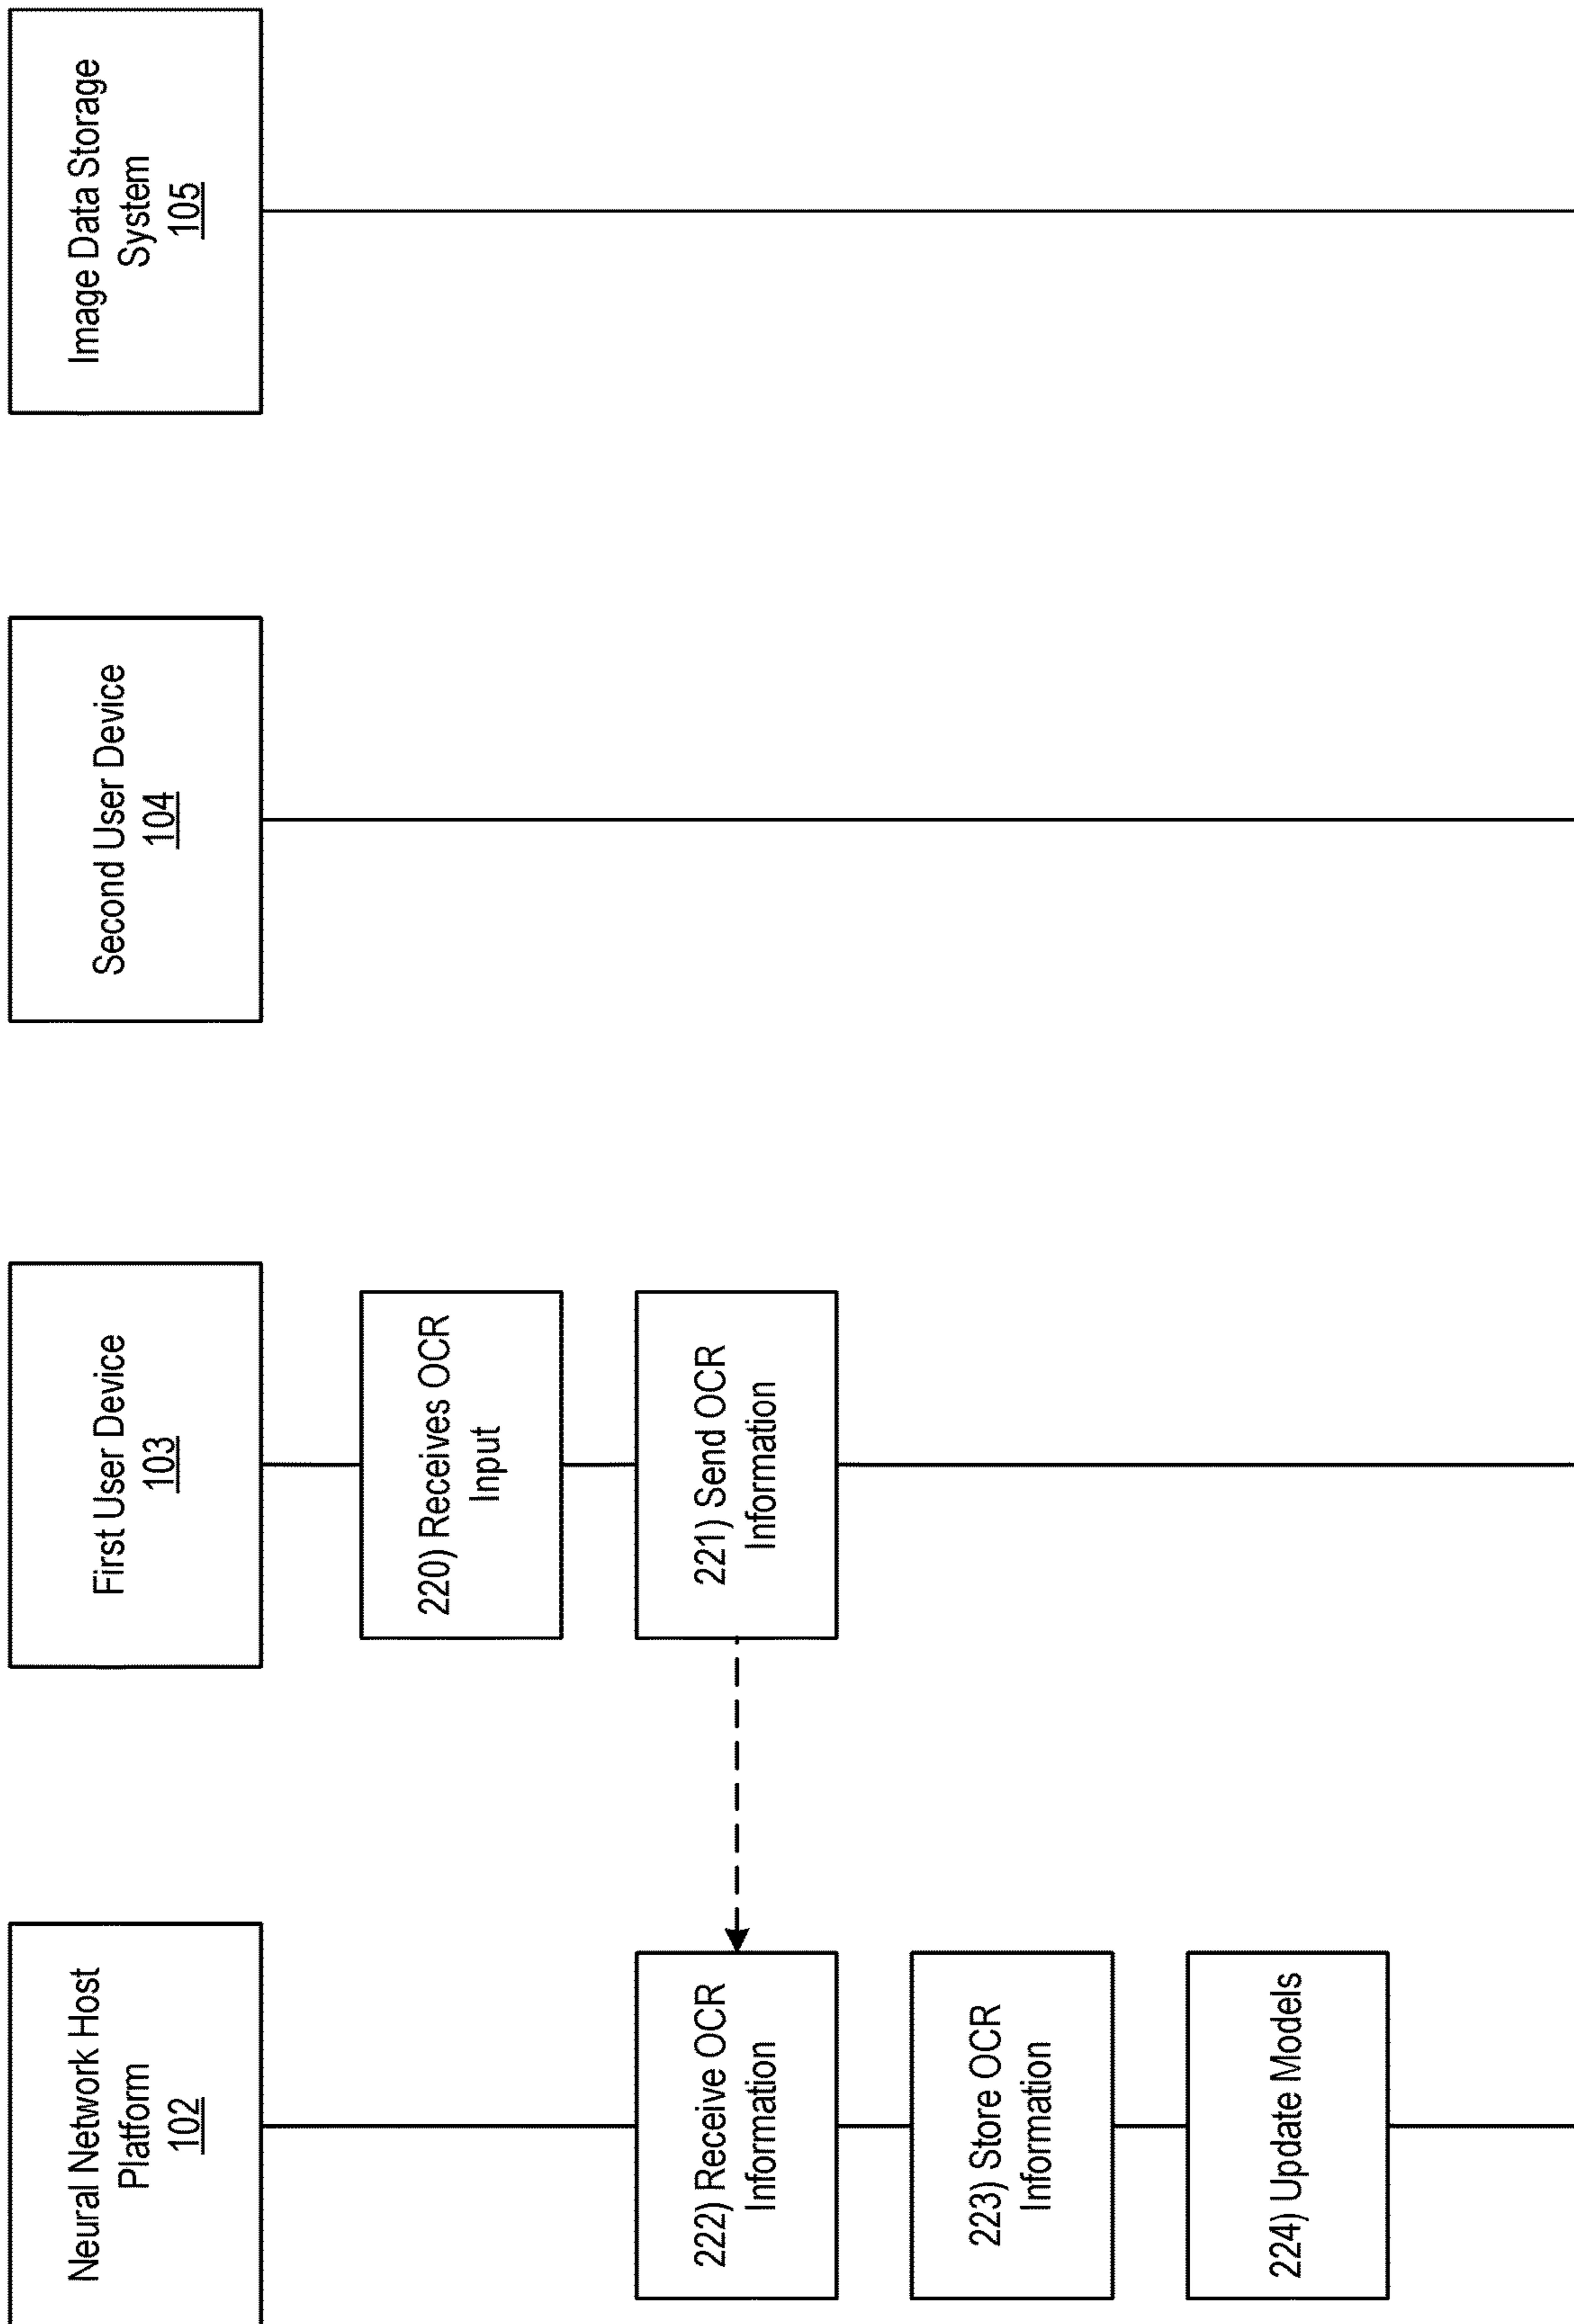 Neural Network Host
Platform
102
First User Device
103
Second User Device
104
Image Data Storage
System
105
220) Receives OCR
Input
221) Send OCR
Information
222) Receive OCR
Information
223) Store OCR
Information
224) Update Models